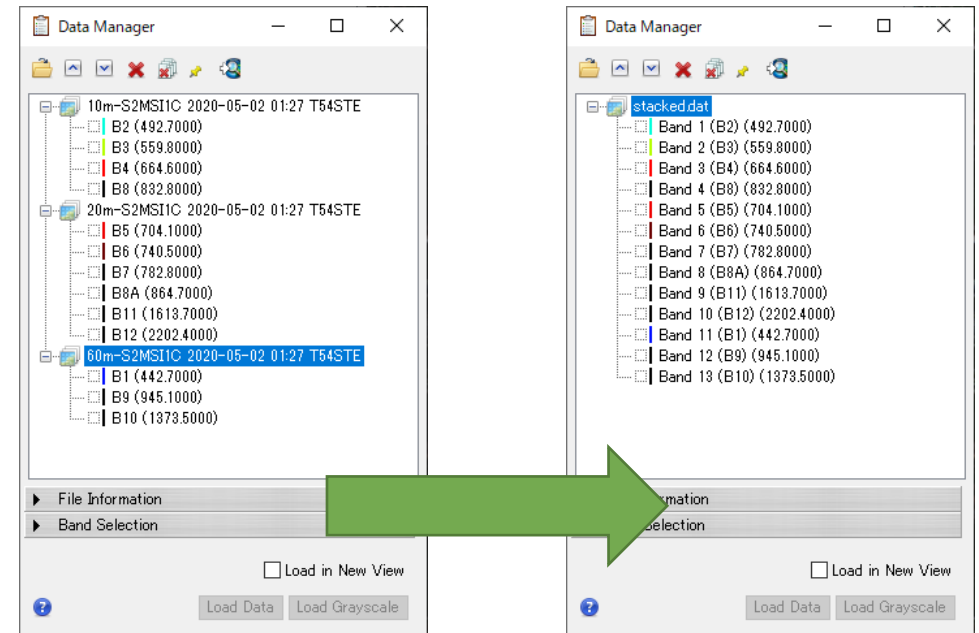 Data Manager
10m-S2MSI1C 2020-05-02 01:27 T54STE
B2 (492.7000)
B3 (559.8000)
B4 (664.6000)
B8 (832.8000)
20m-S2MSI1C 2020-05-02 01:27 T54STE
B5 (704.1000)
B6 (740.5000)
B7 (782.8000)
B8A (864.7000)
B11 (1613.7000)
B12 (2202.4000)
60m-S2MSI1C 2020-05-02 01:27 T54STE
B1 (442.7000)
B9 (945.1000)
B10 (1373.5000)
File Information
Band Selection
Load in New View
Load Data
Load Grayscale
Data Manager
stacked.dat
Band 1 (B2) (492.7000)
Band 2 (B3) (559.8000)
Band 3 (B4) (664.6000)
Band 4 (B8) (832.8000)
Band 5 (B5) (704.1000)
Band 6 (B6) (740.5000)
Band 7 (B7) (782.8000)
Band 8 (B8A) (864.7000)
Band 9 (B11) (1613.7000)
Band 10 (B12) (2202.4000)
Band 11 (B1) (442.7000)
Band 12 (B9) (945.1000)
Band 13 (B10) (1373.5000)
Load in New View
Load Data
Load Grayscale